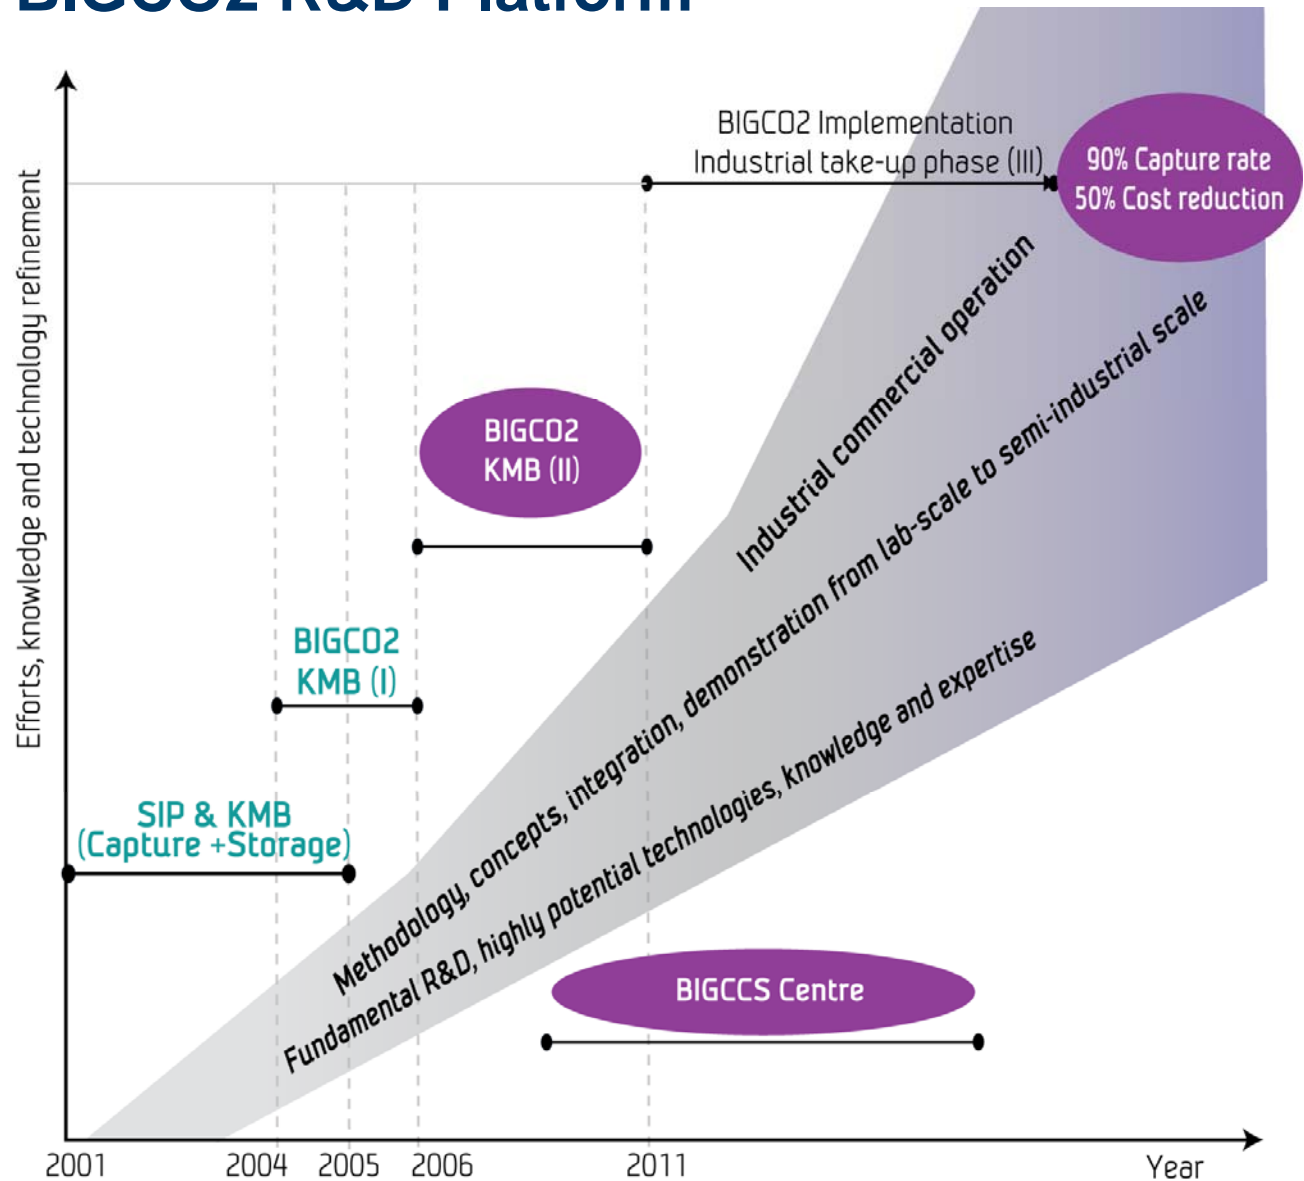 BIGCO2 R&D Platform
BIGCO2 Implementation
Industrial take-up phase (III)
90% Capture rate
50% Cost reduction
Efforts, knowledge and technology refinement
Industrial commercial operation
Methodology, concepts, integration, demonstration from lab-scale to semi-industrial scale
Fundamental R&D, highly potential technologies, knowledge and expertise
BIGCO2
KMB (II)
BIGCO2
KMB (I)
SIP & KMB
(Capture +Storage)
BIGCCS Centre
2001 2004 2005 2006 2011 Year